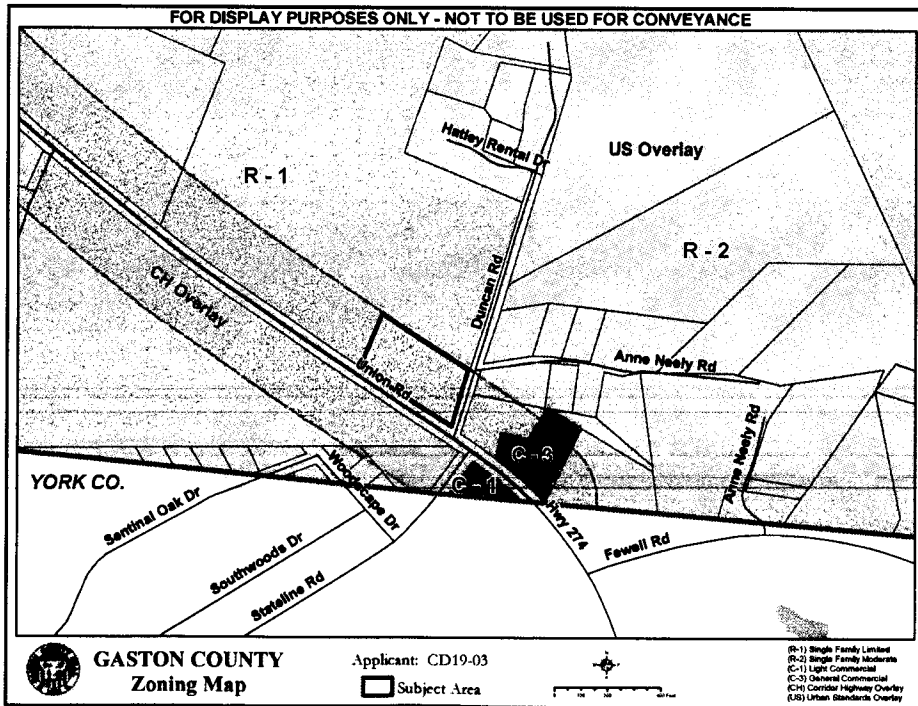 FOR DISPLAY PURPOSES ONLY - NOT TO BE USED FOR CONVEYANCE
Hatley Rental Dr
US Overlay
R - 1
R - 2
Duncan Rd
CH Overlay
Union Rd
Anne Neely Rd
Anne Neely Rd
C - 3
C - 1
YORK CO.
Woodscape Dr
Sentinal Oak Dr
Hwy 274
Southwoods Dr
Fewell Rd
Stateline Rd
GASTON COUNTY
Zoning Map
Applicant: CD19-03
Subject Area
(R-1) Single Family Limited
(R-2) Single Family Moderate
(C-1) Light Commercial
(C-3) General Commercial
(CH) Corridor Highway Overlay
(US) Urban Standards Overlay